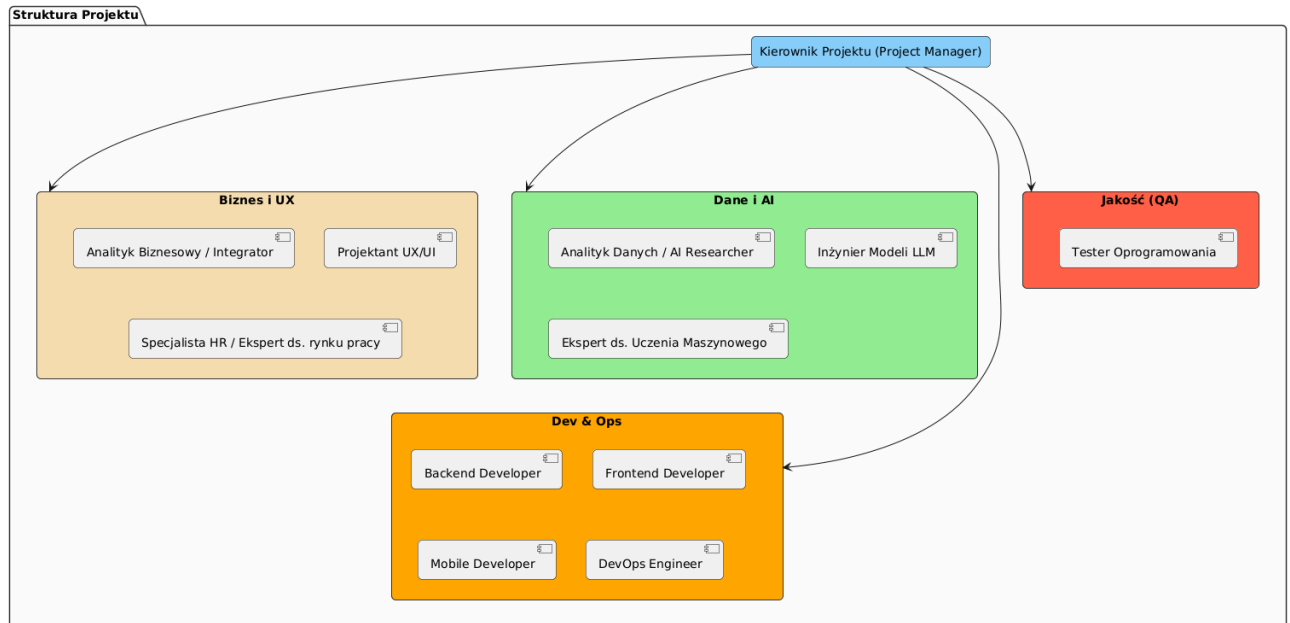 Struktura Projektu
Kierownik Projektu (Project Manager)
Biznes i UX
Analityk Biznesowy / Integrator
Projektant UX/UI
Specjalista HR / Ekspert ds. rynku pracy
Dane i AI
Analityk Danych / AI Researcher
Inżynier Modeli LLM
Ekspert ds. Uczenia Maszynowego
Jakość (QA)
Tester Oprogramowania
Dev & Ops
Backend Developer
Frontend Developer
Mobile Developer
DevOps Engineer